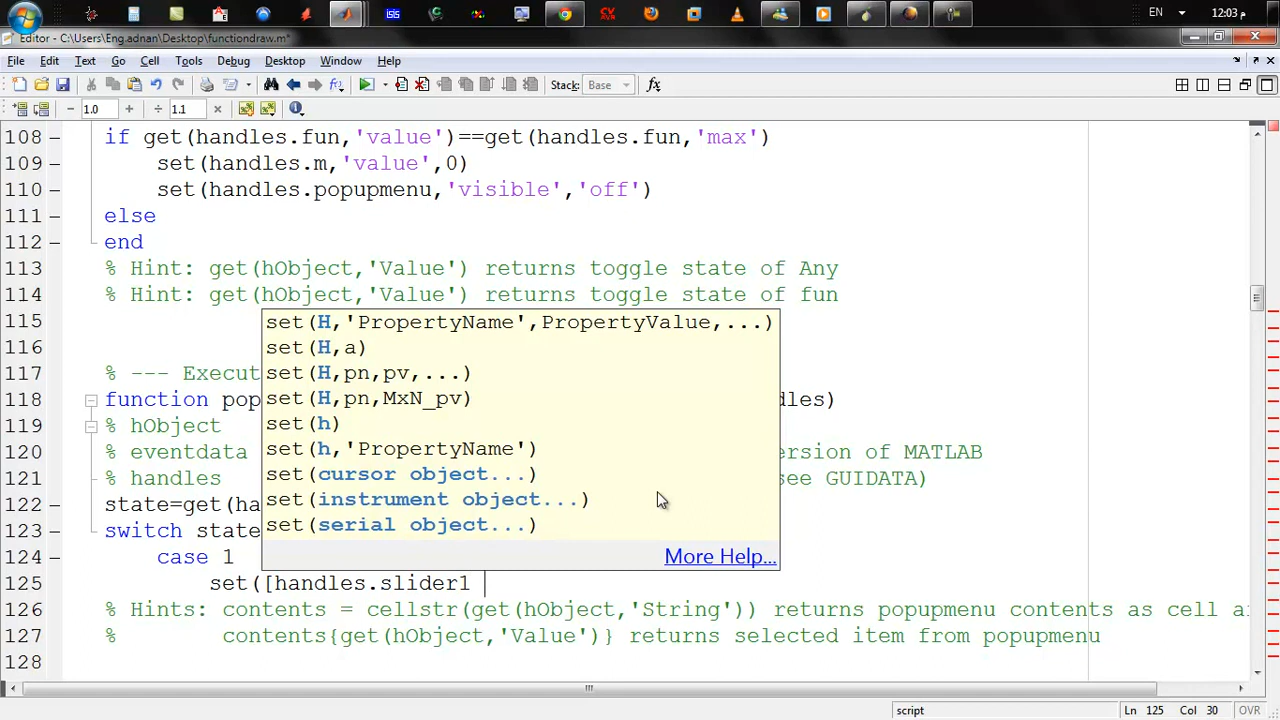 EN
12:03 م
Editor - C:\Users\Eng.adnan\Desktop\functiondraw.m*
File Edit Text Go Cell Tools Debug Desktop Window Help
Stack: Base fx
− 1.0 + ÷ 1.1 ×
108 if get(handles.fun,'value')==get(handles.fun,'max')
109 set(handles.m,'value',0)
110 set(handles.popupmenu,'visible','off')
111 else
112 end
113 % Hint: get(hObject,'Value') returns toggle state of Any
114 % Hint: get(hObject,'Value') returns toggle state of fun
115
116
117 % --- Execut
118 function pop dles)
119 % hObject
120 % eventdata ersion of MATLAB
121 % handles see GUIDATA)
122 state=get(ha
123 switch state
124 case 1
125 set([handles.slider1
126 % Hints: contents = cellstr(get(hObject,'String')) returns popupmenu contents as cell a
127 % contents{get(hObject,'Value')} returns selected item from popupmenu
128
set(H,'PropertyName',PropertyValue,...)
set(H,a)
set(H,pn,pv,...)
set(H,pn,MxN_pv)
set(h)
set(h,'PropertyName')
set(cursor object...)
set(instrument object...)
set(serial object...)
More Help...
script Ln 125 Col 30 OVR